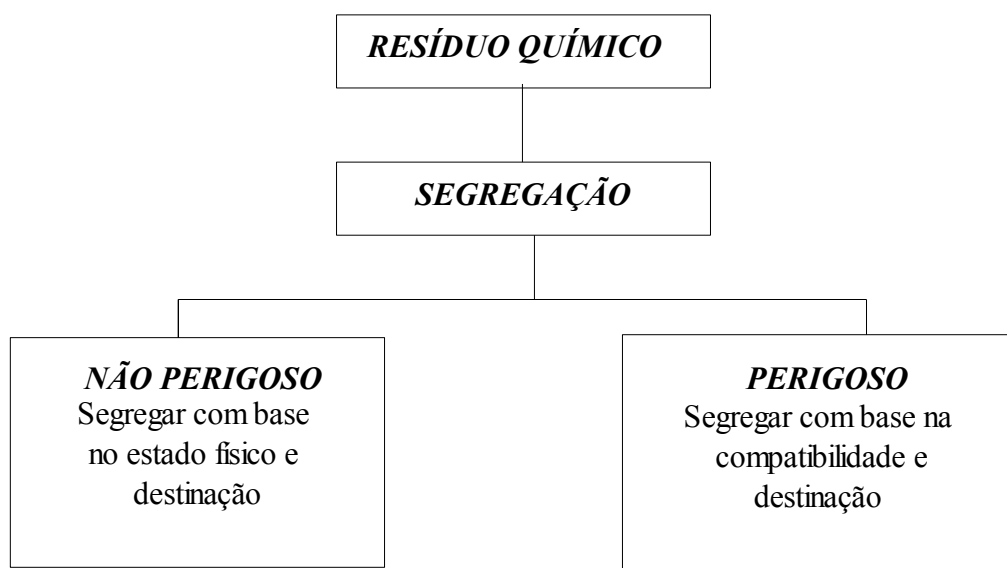 RESÍDUO QUÍMICO
SEGREGAÇÃO
NÃO PERIGOSO
Segregar com base
no estado físico e
destinação
PERIGOSO
Segregar com base na
compatibilidade e
destinação